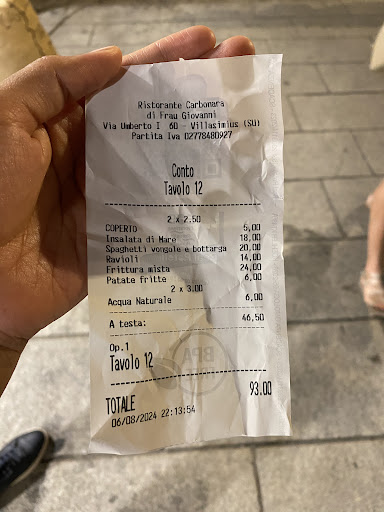 Ristorante Carbonara
di Frau Giovanni
Via Umberto I 60 - Villasimius (SU)
Partita Iva 02778480927
Conto
Tavolo 12
2 x 2.50
COPERTO 5,00
Insalata di Mare 18,00
Spaghetti vongole e bottarga 20,00
Ravioli 14,00
Frittura mista 24,00
Patate fritte 6,00
2 x 3.00
Acqua Naturale 6,00
A testa: 46,50
Op.1
Tavolo 12
TOTALE 93.00
06/08/2024 22:13:54
BPA